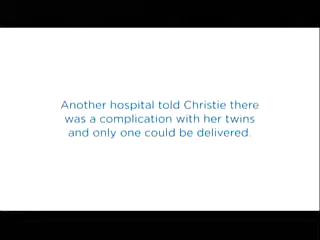 Another hospital told Christie there
was a complication with her twins
and only one could be delivered.